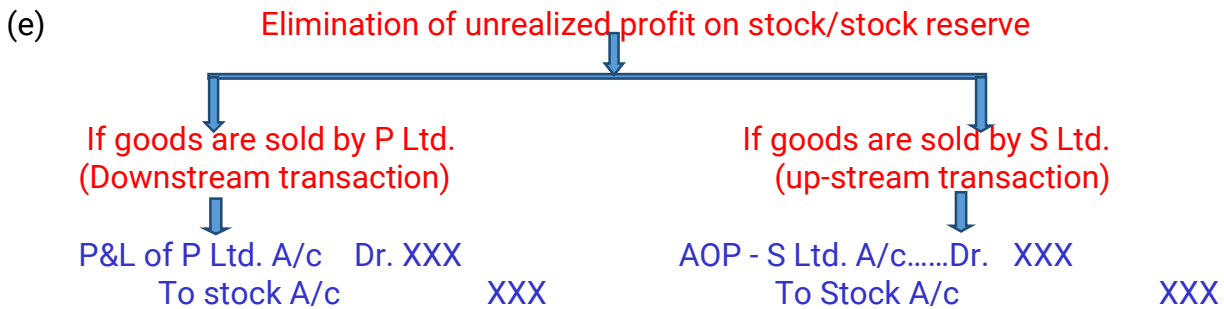 (e) Elimination of unrealized profit on stock/stock reserve
If goods are sold by P Ltd.
(Downstream transaction)
P&L of P Ltd. A/c Dr. XXX
To stock A/c XXX
If goods are sold by S Ltd.
(up-stream transaction)
AOP - S Ltd. A/c......Dr. XXX
To Stock A/c XXX